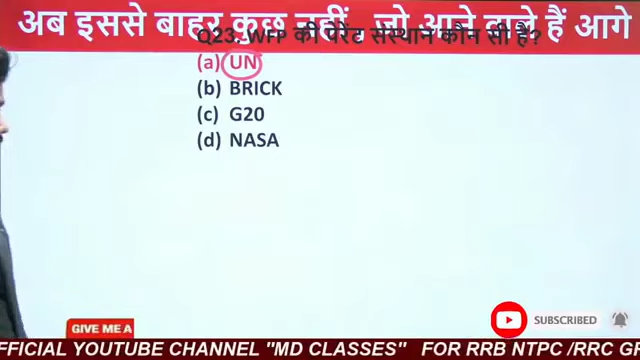 अब इससे बाहर कुछ नहीं, जो आने वाले हैं आगे
Q23. WFP की पेरेंट संस्थान कौन सी है?
(a) UN
(b) BRICK
(c) G20
(d) NASA
SUBSCRIBED
GIVE ME A
OFFICIAL YOUTUBE CHANNEL "MD CLASSES" FOR RRB NTPC /RRC GR